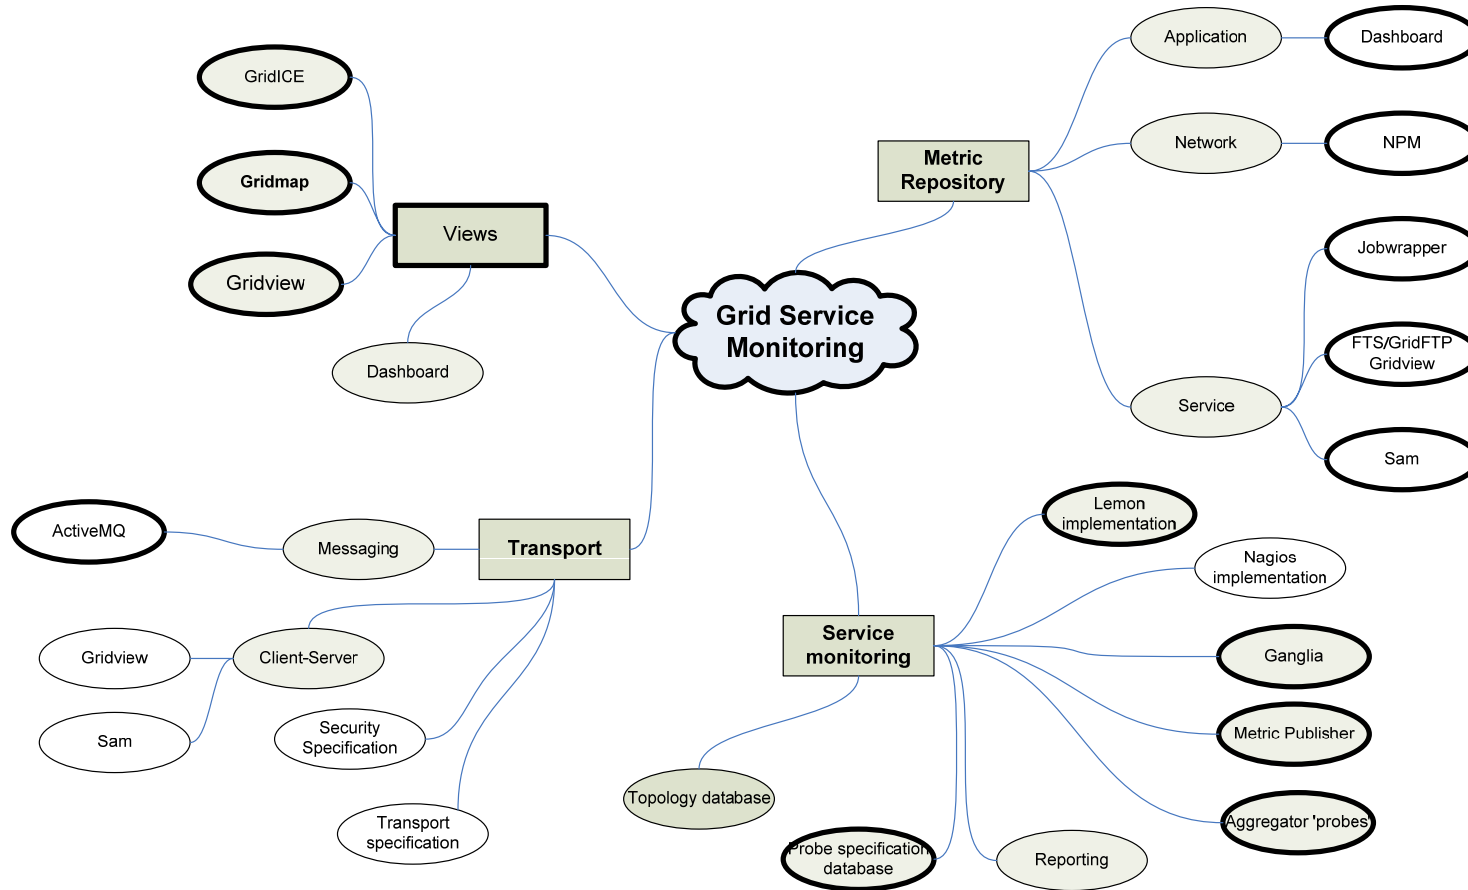 GridICE
Gridmap
Gridview
Views
Dashboard
Metric
Repository
Application
Dashboard
Network
NPM
Service
Jobwrapper
FTS/GridFTP
Gridview
Sam
Grid Service
Monitoring
ActiveMQ
Messaging
Transport
Gridview
Client-Server
Sam
Security
Specification
Transport
specification
Service
monitoring
Lemon
implementation
Nagios
implementation
Ganglia
Metric Publisher
Aggregator 'probes'
Topology database
Probe specification
database
Reporting